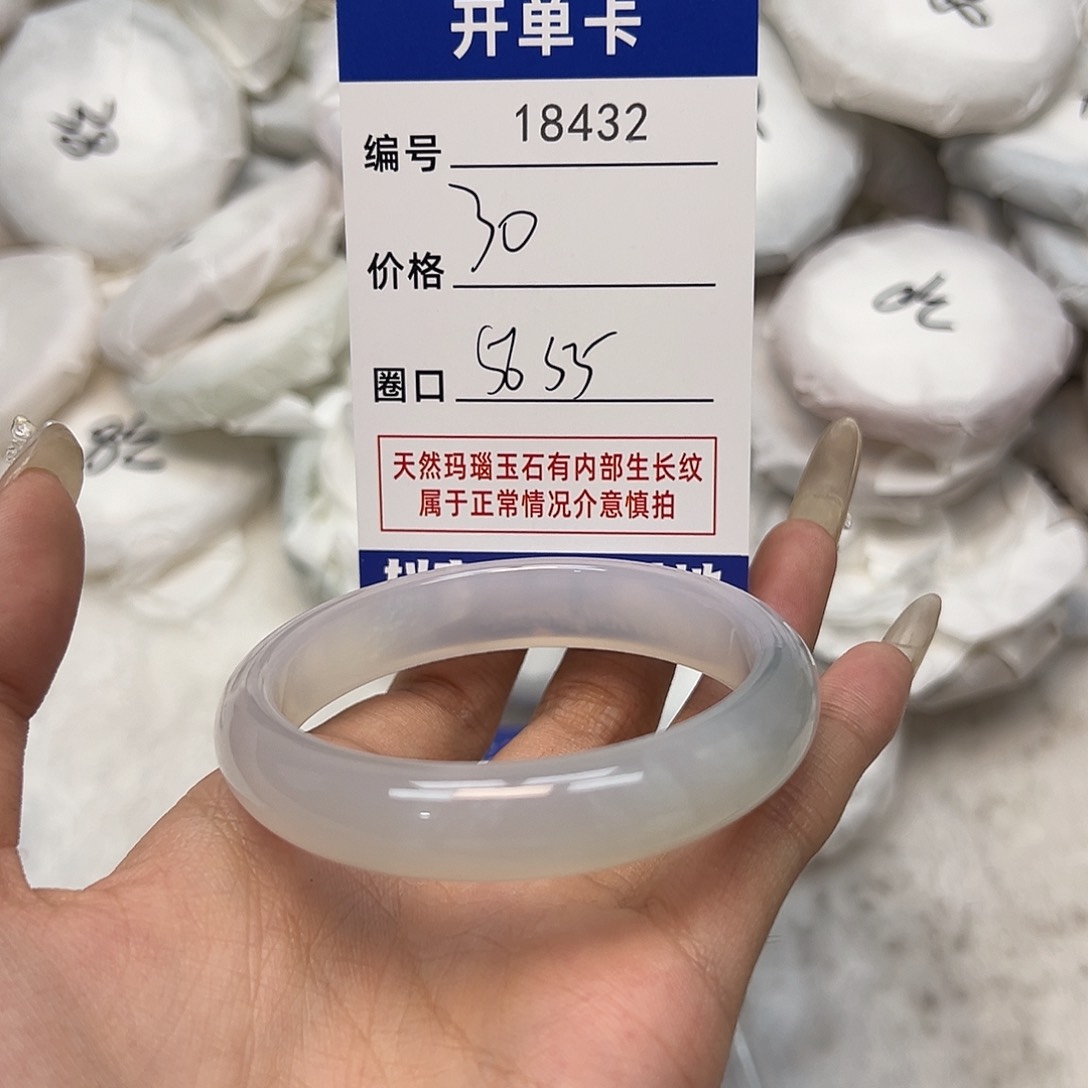 开单卡
编号 18432
价格 30
圈口 56 55
天然玛瑙玉石有内部生长纹
属于正常情况介意慎拍